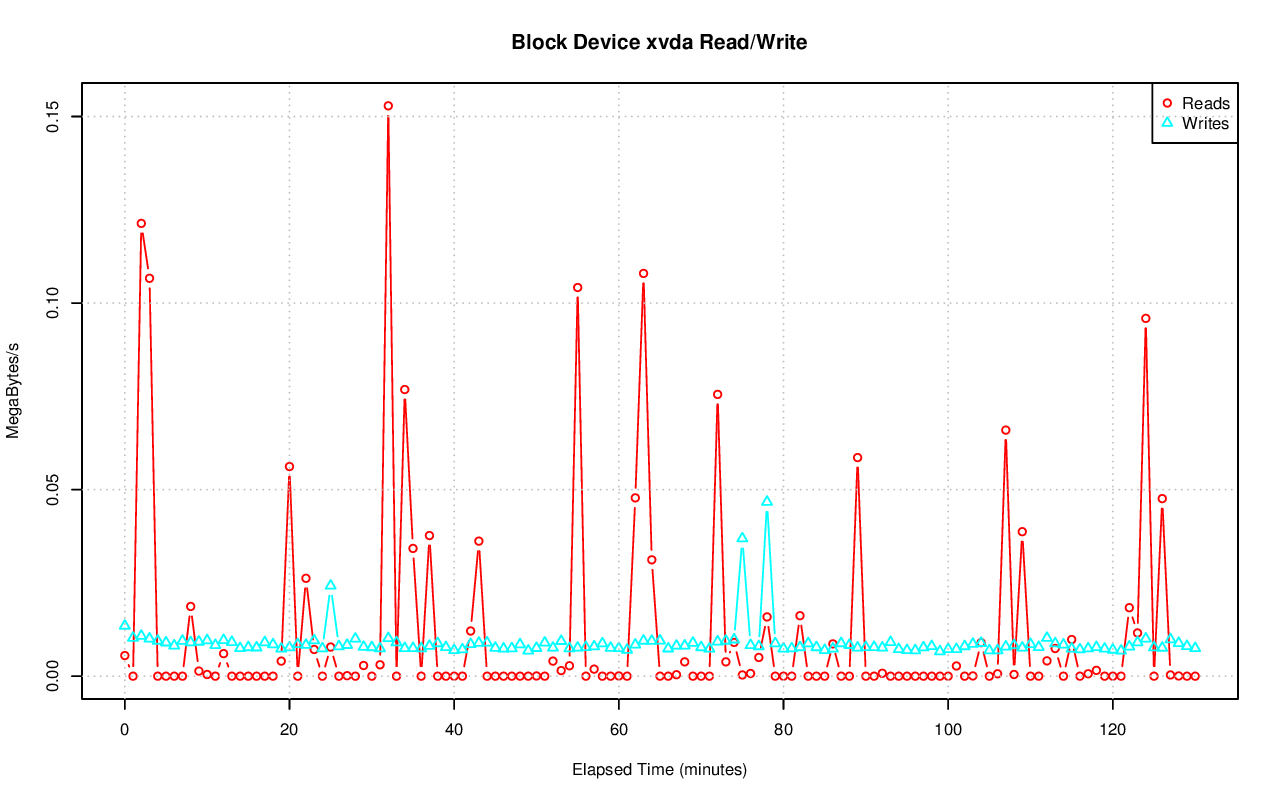 Block Device xvda Read/Write
Reads
Writes
MegaBytes/s
0.15
0.10
0.05
0.00
0 20 40 60 80 100 120
Elapsed Time (minutes)